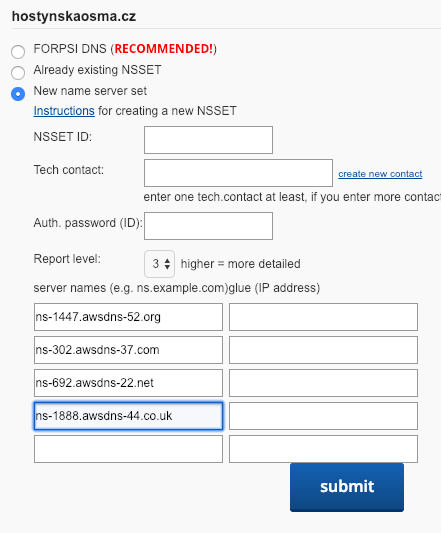 hostynskaosma.cz
FORPSI DNS (RECOMMENDED!)
Already existing NSSET
New name server set
Instructions for creating a new NSSET
NSSET ID:
Tech contact: create new contact
enter one tech.contact at least, if you enter more contac
Auth. password (ID):
Report level: 3 higher = more detailed
server names (e.g. ns.example.com)glue (IP address)
ns-1447.awsdns-52.org
ns-302.awsdns-37.com
ns-692.awsdns-22.net
ns-1888.awsdns-44.co.uk
submit